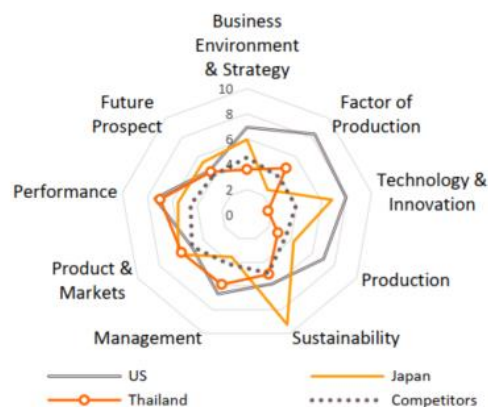 Business
Environment
& Strategy
10
8
6
4
2
0
Future
Prospect
Factor of
Production
Performance
Technology &
Innovation
Product &
Markets
Production
Management
Sustainability
US
Japan
Thailand
Competitors